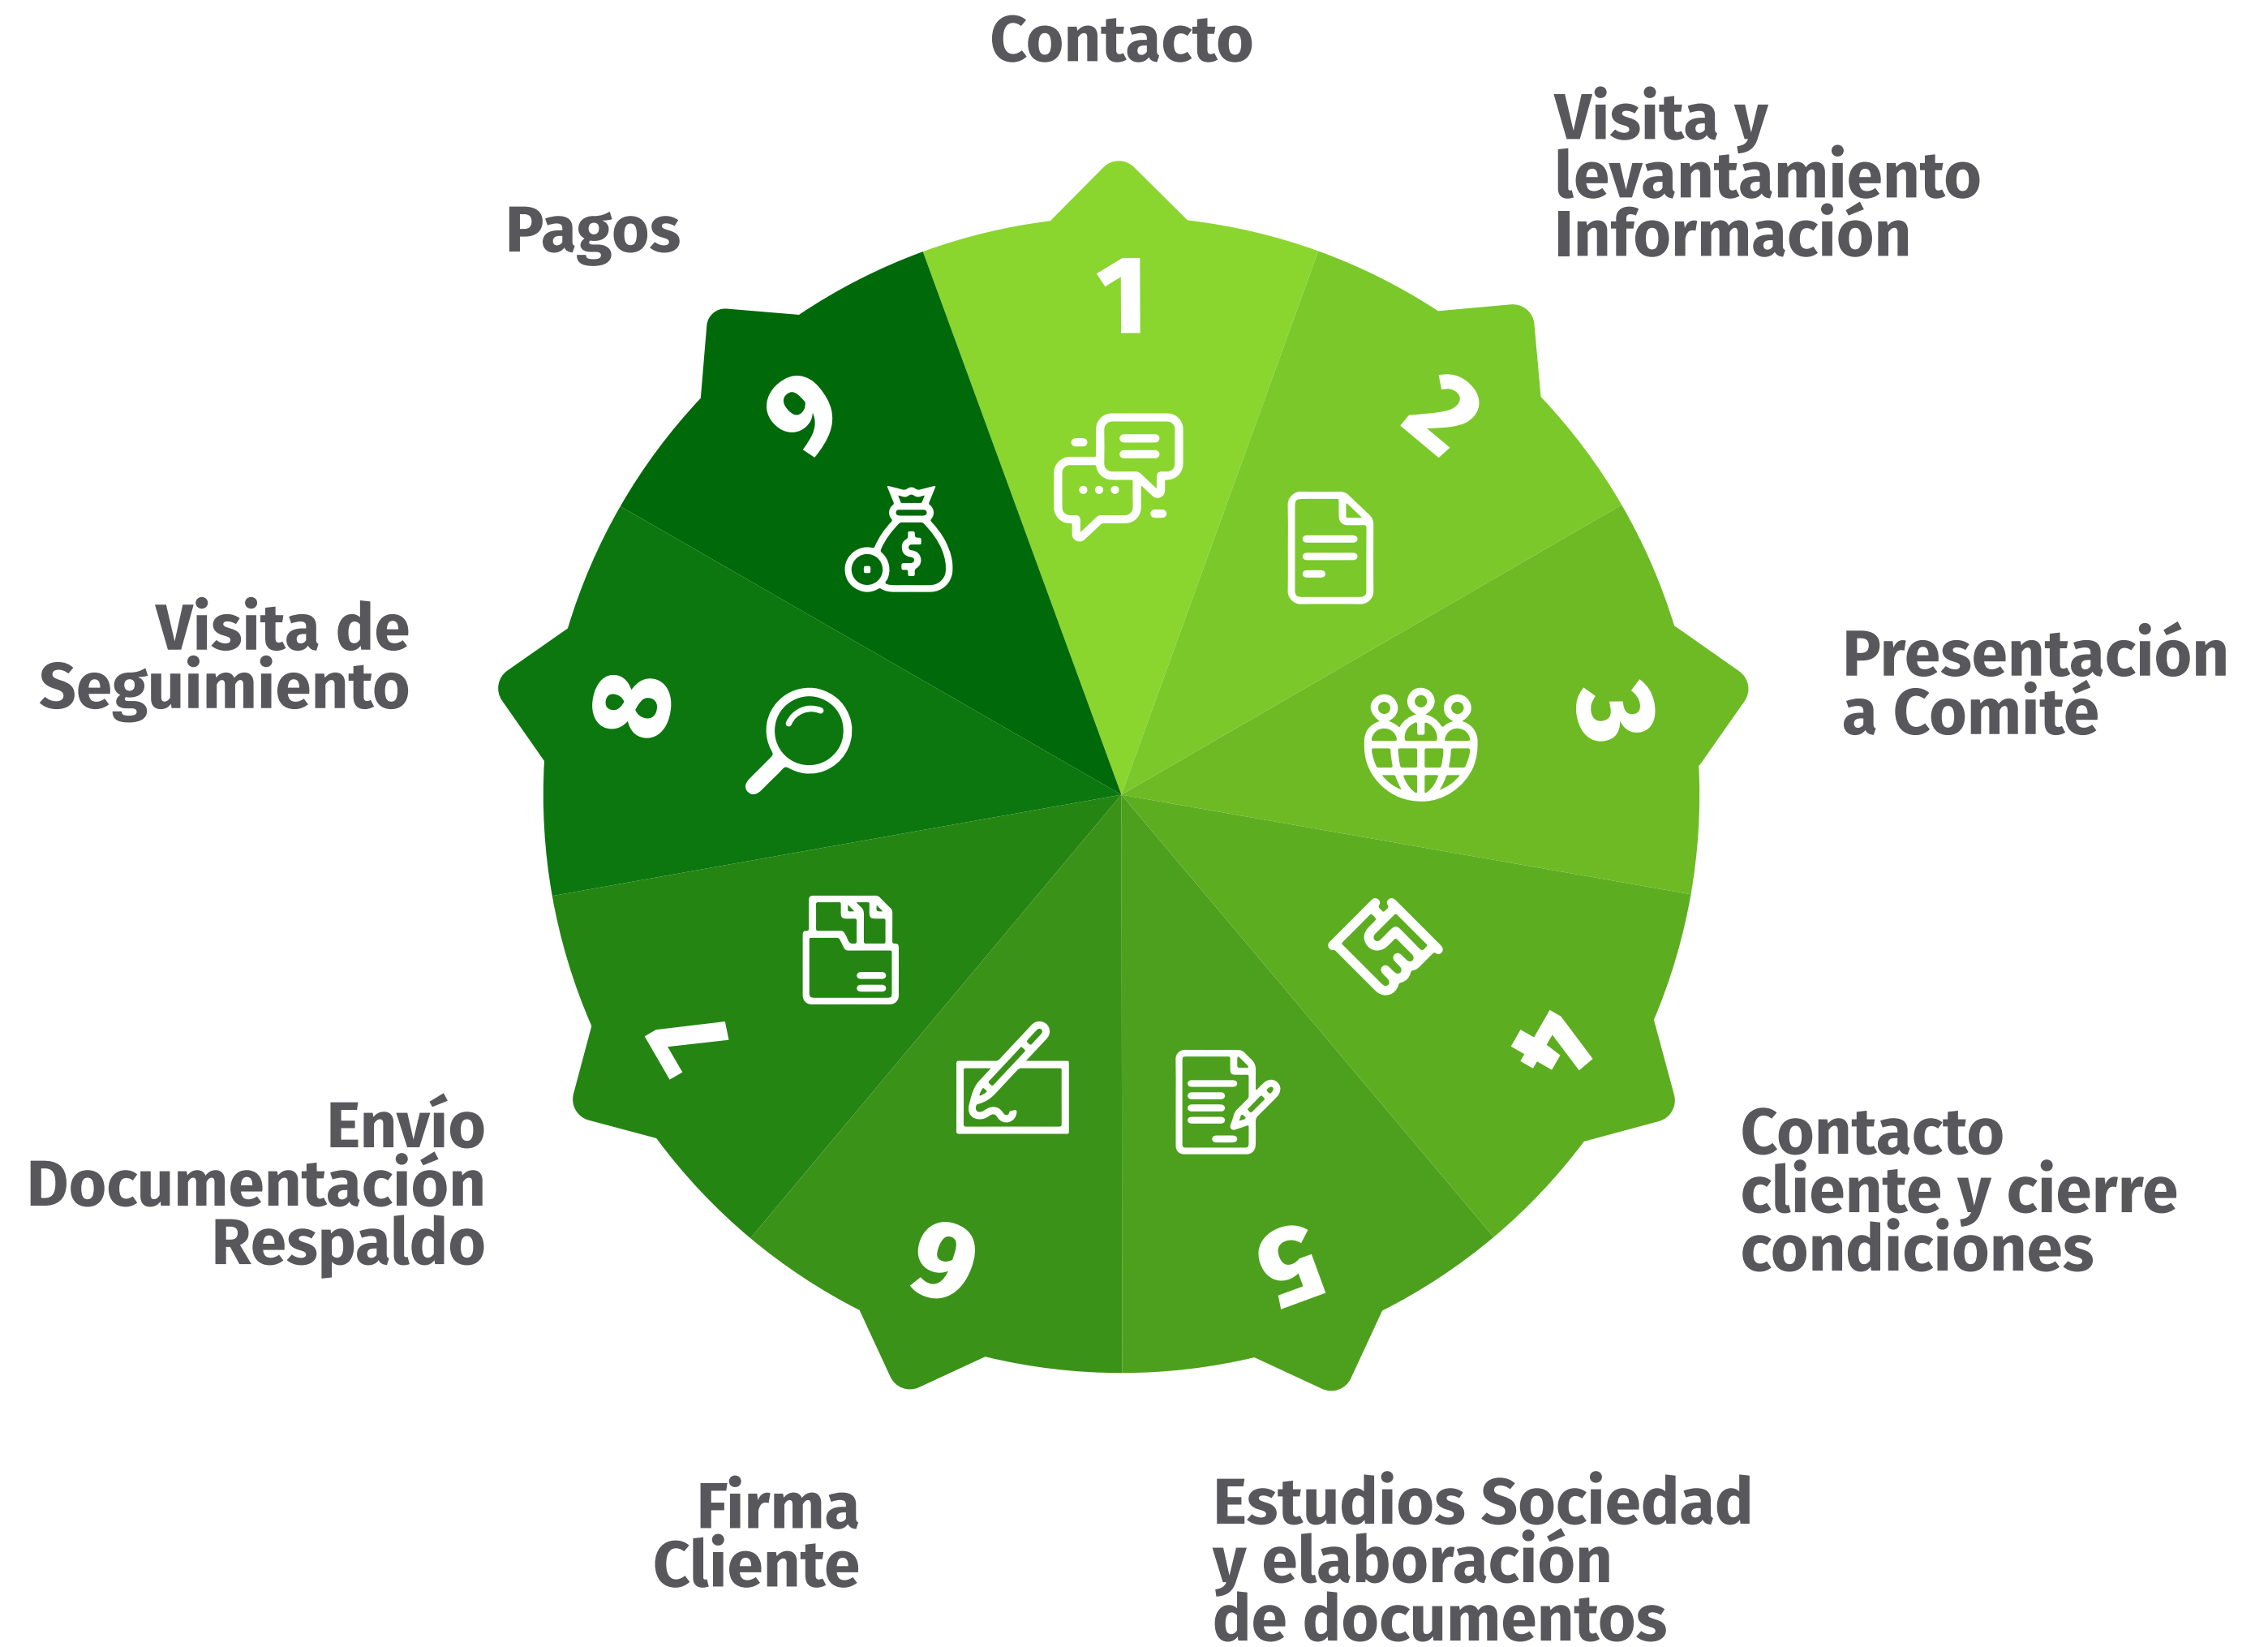 Contacto
1
Visita y
levantamiento
Información
2
Presentación
a Comité
3
Contacto
cliente y cierre
condiciones
4
Estudios Sociedad
y elaboración
de documentos
5
Firma
Cliente
6
Envío
Documentación
Respaldo
7
Visita de
Seguimiento
8
Pagos
9
$